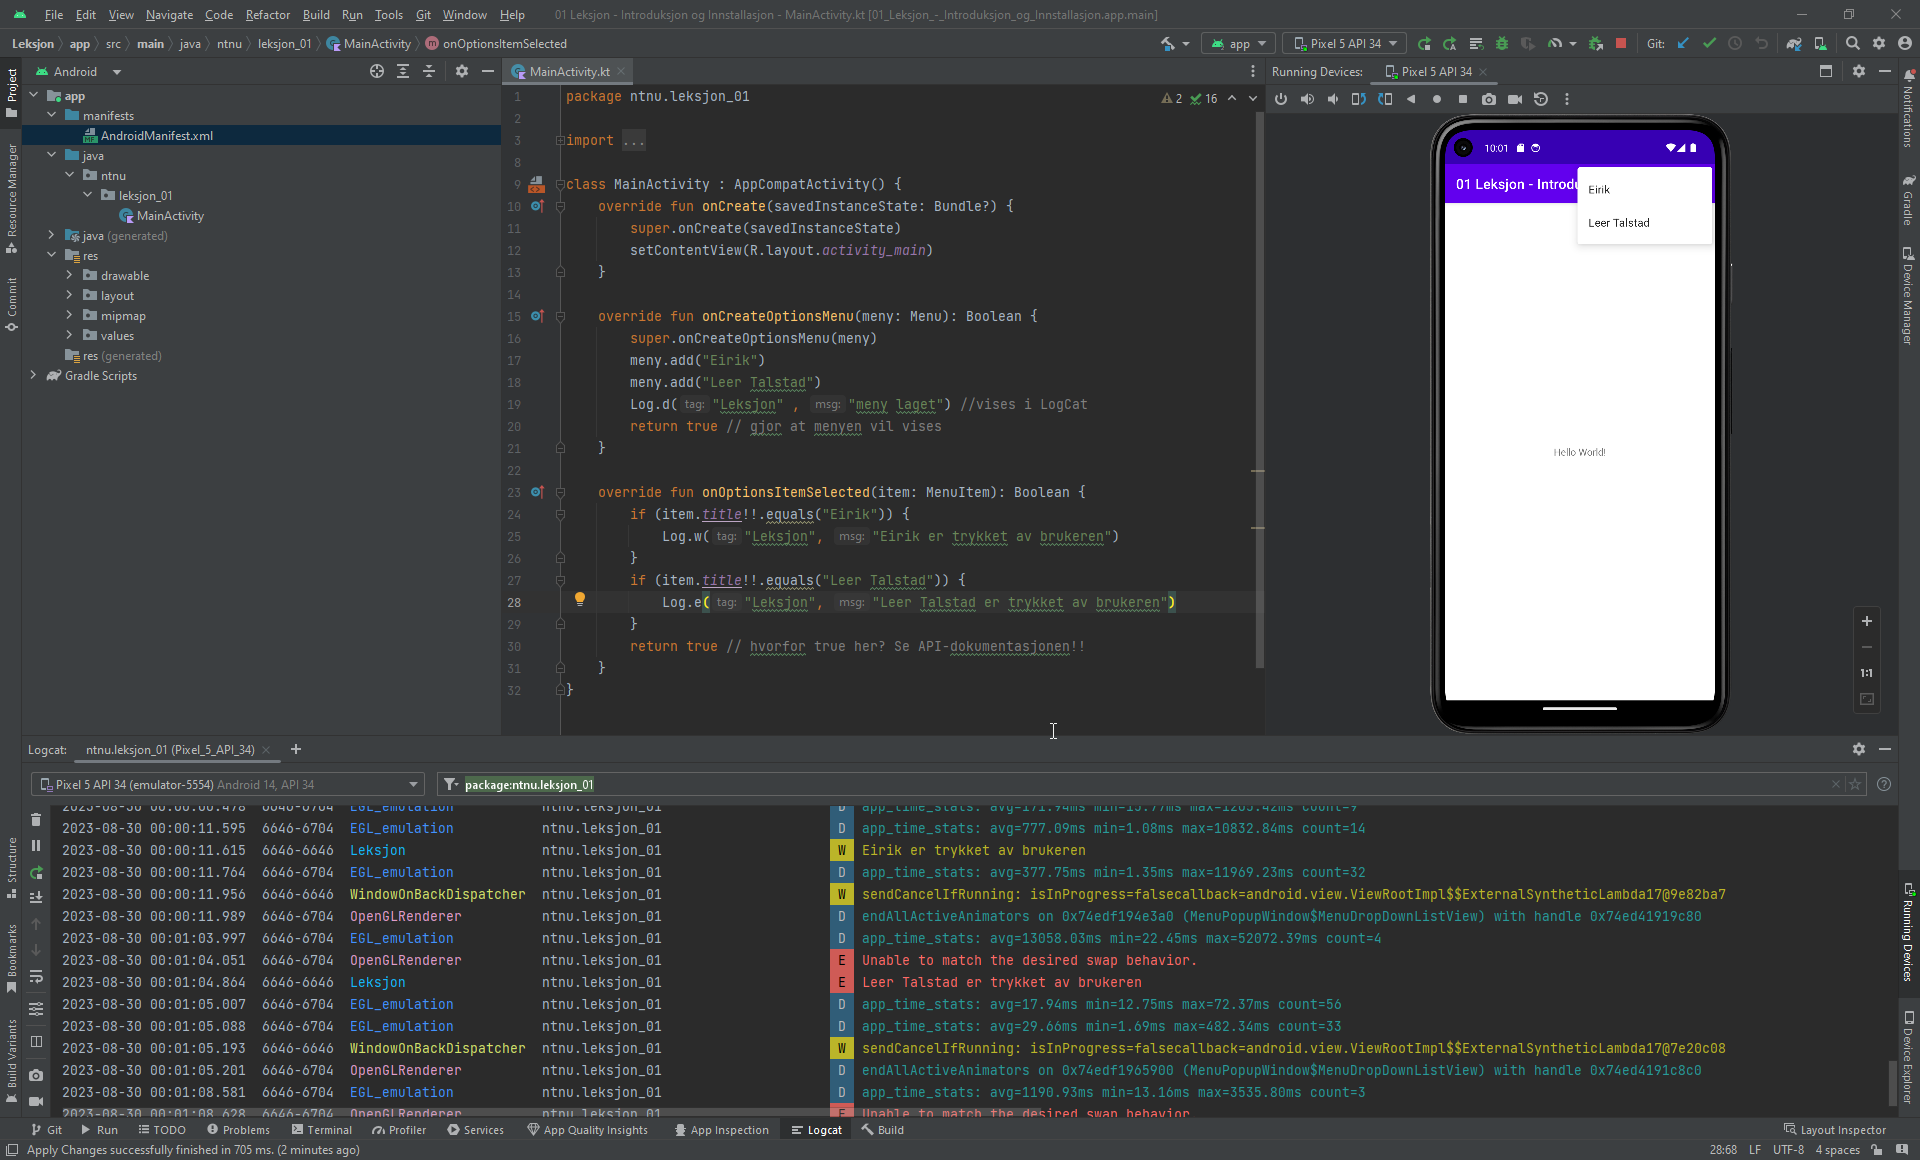 File Edit View Navigate Code Refactor Build Run Tools Git Window Help 01 Leksjon - Introduksjon og Innstallasjon - MainActivity.kt [01_Leksjon_-_Introduksjon_og_Innstallasjon.app.main]
Leksjon app src main java ntnu leksjon_01 MainActivity onOptionsItemSelected app Pixel 5 API 34 Git:
Project
Resource Manager
Commit
Structure
Bookmarks
Build Variants
Android
app
manifests
AndroidManifest.xml
java
ntnu
leksjon_01
MainActivity
java (generated)
res
drawable
layout
mipmap
values
res (generated)
Gradle Scripts
MainActivity.kt
2 16
1 package ntnu.leksjon_01
2
3 import ...
8
9 class MainActivity : AppCompatActivity() {
10 override fun onCreate(savedInstanceState: Bundle?) {
11 super.onCreate(savedInstanceState)
12 setContentView(R.layout.activity_main)
13 }
14
15 override fun onCreateOptionsMenu(meny: Menu): Boolean {
16 super.onCreateOptionsMenu(meny)
17 meny.add("Eirik")
18 meny.add("Leer Talstad")
19 Log.d( tag: "Leksjon" , msg: "meny laget") //vises i LogCat
20 return true // gjor at menyen vil vises
21 }
22
23 override fun onOptionsItemSelected(item: MenuItem): Boolean {
24 if (item.title!!.equals("Eirik")) {
25 Log.w( tag: "Leksjon", msg: "Eirik er trykket av brukeren")
26 }
27 if (item.title!!.equals("Leer Talstad")) {
28 Log.e( tag: "Leksjon", msg: "Leer Talstad er trykket av brukeren")
29 }
30 return true // hvorfor true her? Se API-dokumentasjonen!!
31 }
32 }
Running Devices: Pixel 5 API 34
10:01
01 Leksjon - Introdu
Eirik
Leer Talstad
Hello World!
1:1
Notifications
Gradle
Device Manager
Running Devices
Device Explorer
Logcat: ntnu.leksjon_01 (Pixel_5_API_34)
Pixel 5 API 34 (emulator-5554) Android 14, API 34 package:ntnu.leksjon_01
2023-08-30 00:00:11.595 6646-6704 EGL_emulation ntnu.leksjon_01 D app_time_stats: avg=777.09ms min=1.08ms max=10832.84ms count=14
2023-08-30 00:00:11.615 6646-6646 Leksjon ntnu.leksjon_01 W Eirik er trykket av brukeren
2023-08-30 00:00:11.764 6646-6704 EGL_emulation ntnu.leksjon_01 D app_time_stats: avg=377.75ms min=1.35ms max=11969.23ms count=32
2023-08-30 00:00:11.956 6646-6646 WindowOnBackDispatcher ntnu.leksjon_01 W sendCancelIfRunning: isInProgress=falsecallback=android.view.ViewRootImpl$$ExternalSyntheticLambda17@9e82ba7
2023-08-30 00:00:11.989 6646-6704 OpenGLRenderer ntnu.leksjon_01 D endAllActiveAnimators on 0x74edf194e3a0 (MenuPopupWindow$MenuDropDownListView) with handle 0x74ed41919c80
2023-08-30 00:01:03.997 6646-6704 EGL_emulation ntnu.leksjon_01 D app_time_stats: avg=13058.03ms min=22.45ms max=52072.39ms count=4
2023-08-30 00:01:04.051 6646-6704 OpenGLRenderer ntnu.leksjon_01 E Unable to match the desired swap behavior.
2023-08-30 00:01:04.864 6646-6646 Leksjon ntnu.leksjon_01 E Leer Talstad er trykket av brukeren
2023-08-30 00:01:05.007 6646-6704 EGL_emulation ntnu.leksjon_01 D app_time_stats: avg=17.94ms min=12.75ms max=72.37ms count=56
2023-08-30 00:01:05.088 6646-6704 EGL_emulation ntnu.leksjon_01 D app_time_stats: avg=29.66ms min=1.69ms max=482.34ms count=33
2023-08-30 00:01:05.193 6646-6646 WindowOnBackDispatcher ntnu.leksjon_01 W sendCancelIfRunning: isInProgress=falsecallback=android.view.ViewRootImpl$$ExternalSyntheticLambda17@7e20c08
2023-08-30 00:01:05.201 6646-6704 OpenGLRenderer ntnu.leksjon_01 D endAllActiveAnimators on 0x74edf1965900 (MenuPopupWindow$MenuDropDownListView) with handle 0x74ed4191c8c0
2023-08-30 00:01:08.581 6646-6704 EGL_emulation ntnu.leksjon_01 D app_time_stats: avg=1190.93ms min=13.16ms max=3535.80ms count=3
2023-08-30 00:01:08.628 6646-6704 OpenGLRenderer ntnu.leksjon_01 E Unable to match the desired swap behavior
Git Run TODO Problems Terminal Profiler Services App Quality Insights App Inspection Logcat Build Layout Inspector
Apply Changes successfully finished in 705 ms. (2 minutes ago) 28:68 LF UTF-8 4 spaces